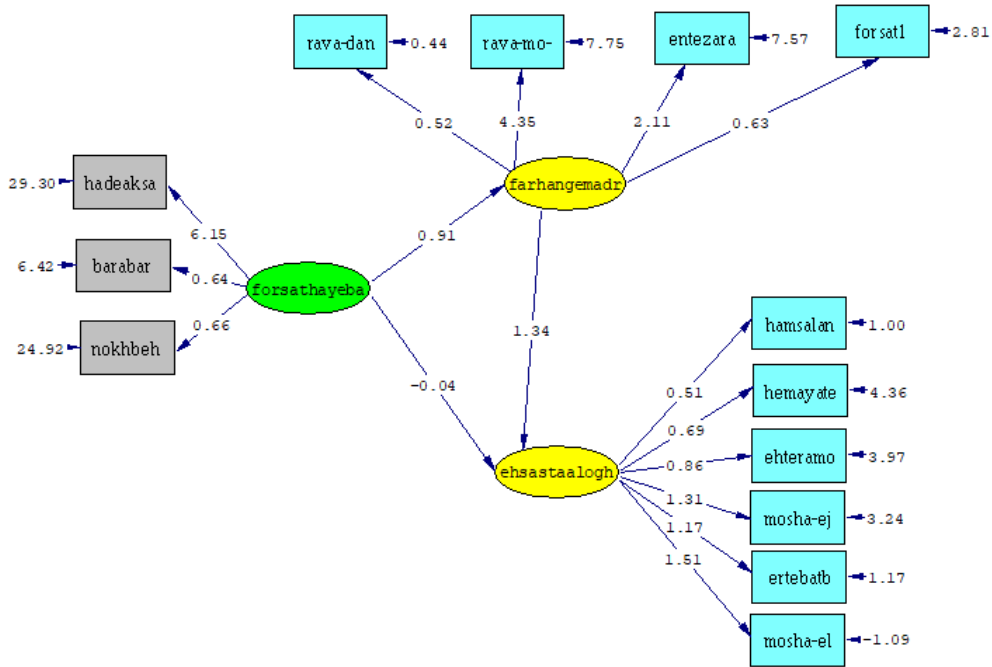 rava-dan
0.44
rava-mo-
7.75
entezara
7.57
forsatl
2.81
0.52
4.35
2.11
0.63
29.30
hadeaksa
farhangemadr
6.15
0.91
6.42
barabar
0.64
forsathayeba
0.66
24.92
nokhbeh
1.34
hamsalan
1.00
-0.04
0.51
hemayate
4.36
0.69
ehsastaalogh
0.86
ehteramo
3.97
1.31
mosha-ej
3.24
1.17
1.51
ertebatb
1.17
mosha-el
-1.09